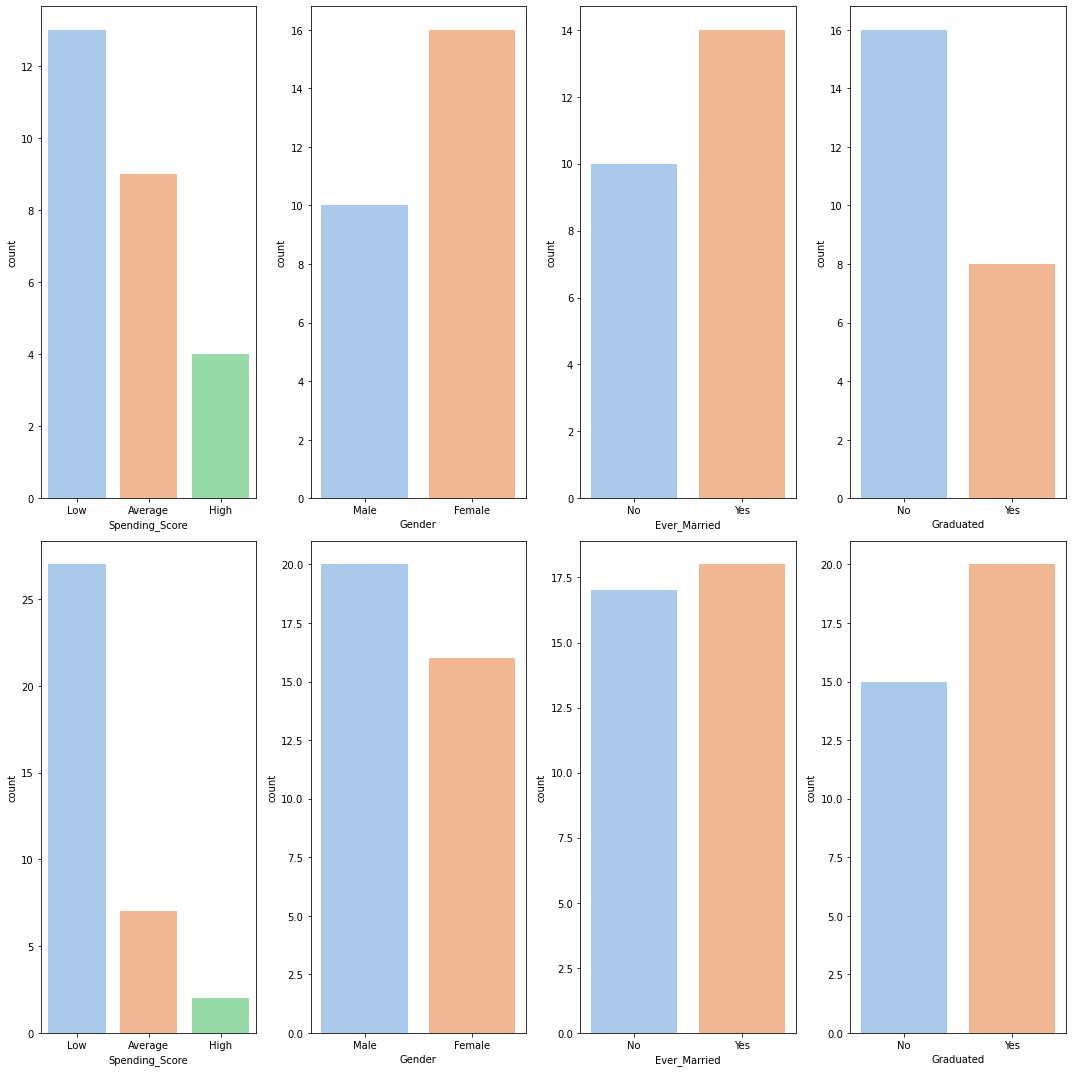 count
12
10
8
6
4
2
0
Low Average High
Spending_Score
count
16
14
12
10
8
6
4
2
0
Male Female
Gender
count
14
12
10
8
6
4
2
0
No Yes
Ever_Married
count
16
14
12
10
8
6
4
2
0
No Yes
Graduated
count
25
20
15
10
5
0
Low Average High
Spending_Score
count
20.0
17.5
15.0
12.5
10.0
7.5
5.0
2.5
0.0
Male Female
Gender
count
17.5
15.0
12.5
10.0
7.5
5.0
2.5
0.0
No Yes
Ever_Married
count
20.0
17.5
15.0
12.5
10.0
7.5
5.0
2.5
0.0
No Yes
Graduated